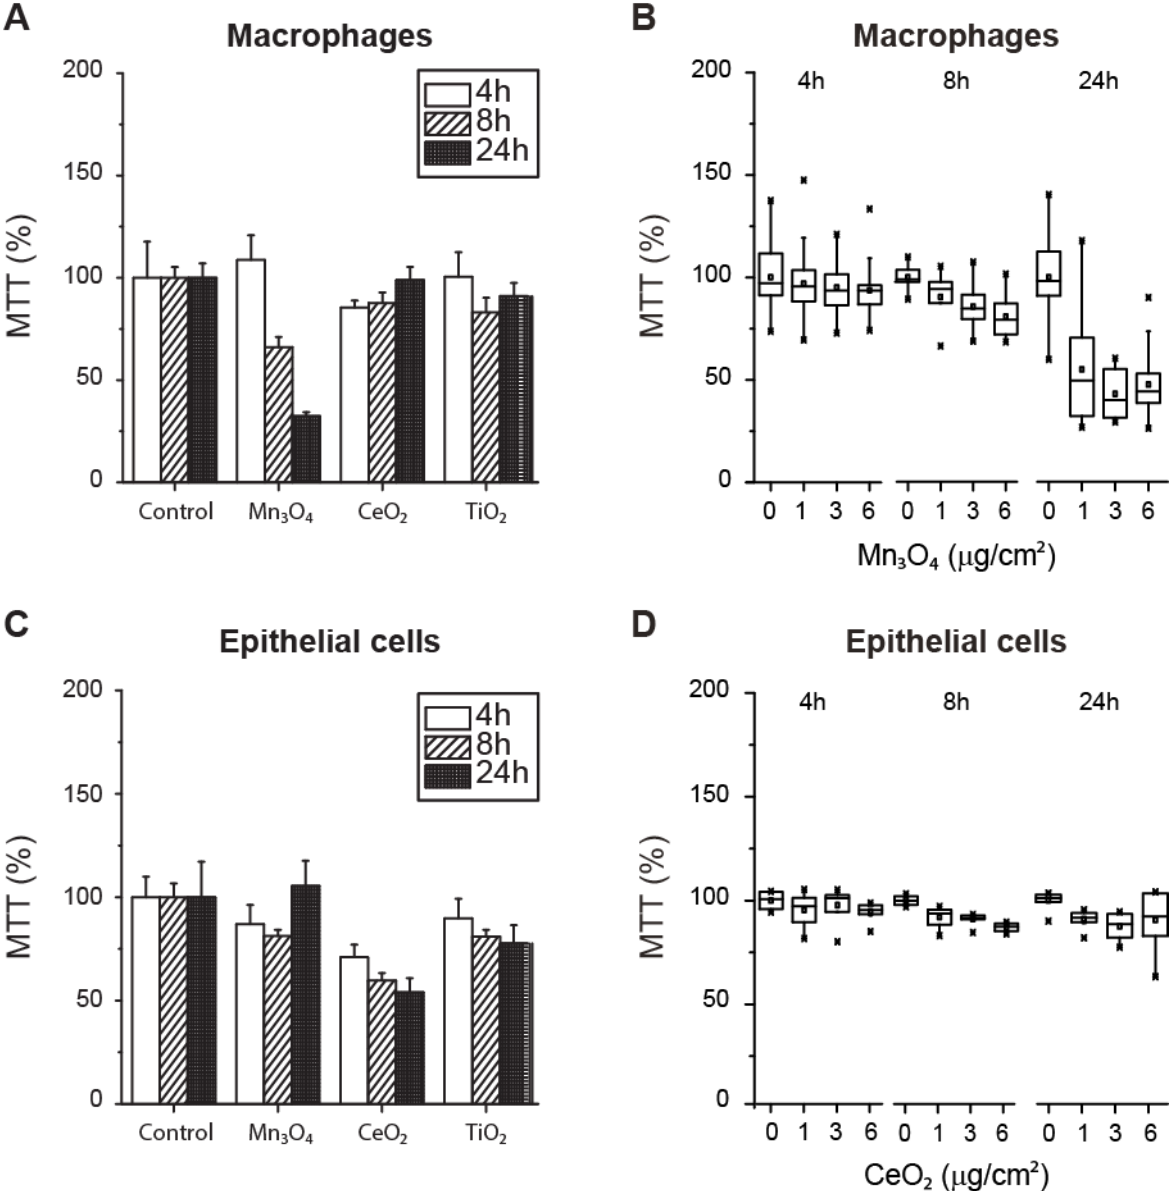 A
Macrophages
200
150
100
50
0
MTT (%)
4h
8h
24h
Control
Mn₃O₄
CeO₂
TiO₂
B
Macrophages
200
150
100
50
0
MTT (%)
4h 8h 24h
0 1 3 6 0 1 3 6 0 1 3 6
Mn₃O₄ (μg/cm²)
C
Epithelial cells
200
150
100
50
0
MTT (%)
4h
8h
24h
Control
Mn₃O₄
CeO₂
TiO₂
D
Epithelial cells
200
150
100
50
0
MTT (%)
4h 8h 24h
0 1 3 6 0 1 3 6 0 1 3 6
CeO₂ (μg/cm²)